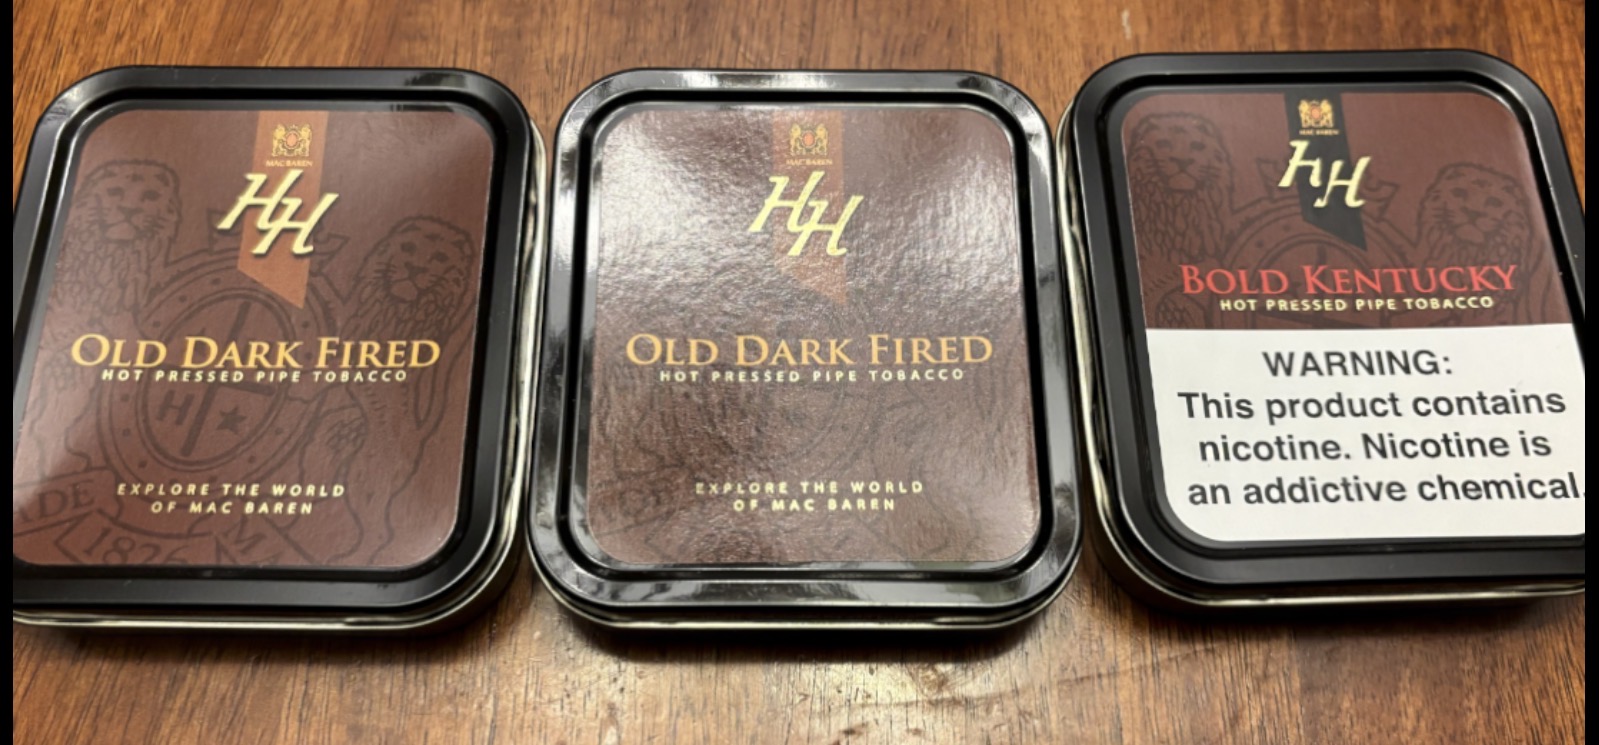 MAC BAREN
HH
OLD DARK FIRED
HOT PRESSED PIPE TOBACCO
H
EXPLORE THE WORLD
OF MAC BAREN
1826
MAC BAREN
HH
OLD DARK FIRED
HOT PRESSED PIPE TOBACCO
EXPLORE THE WORLD
OF MAC BAREN
MAC BAREN
HH
BOLD KENTUCKY
HOT PRESSED PIPE TOBACCO
WARNING:
This product contains
nicotine. Nicotine is
an addictive chemical.